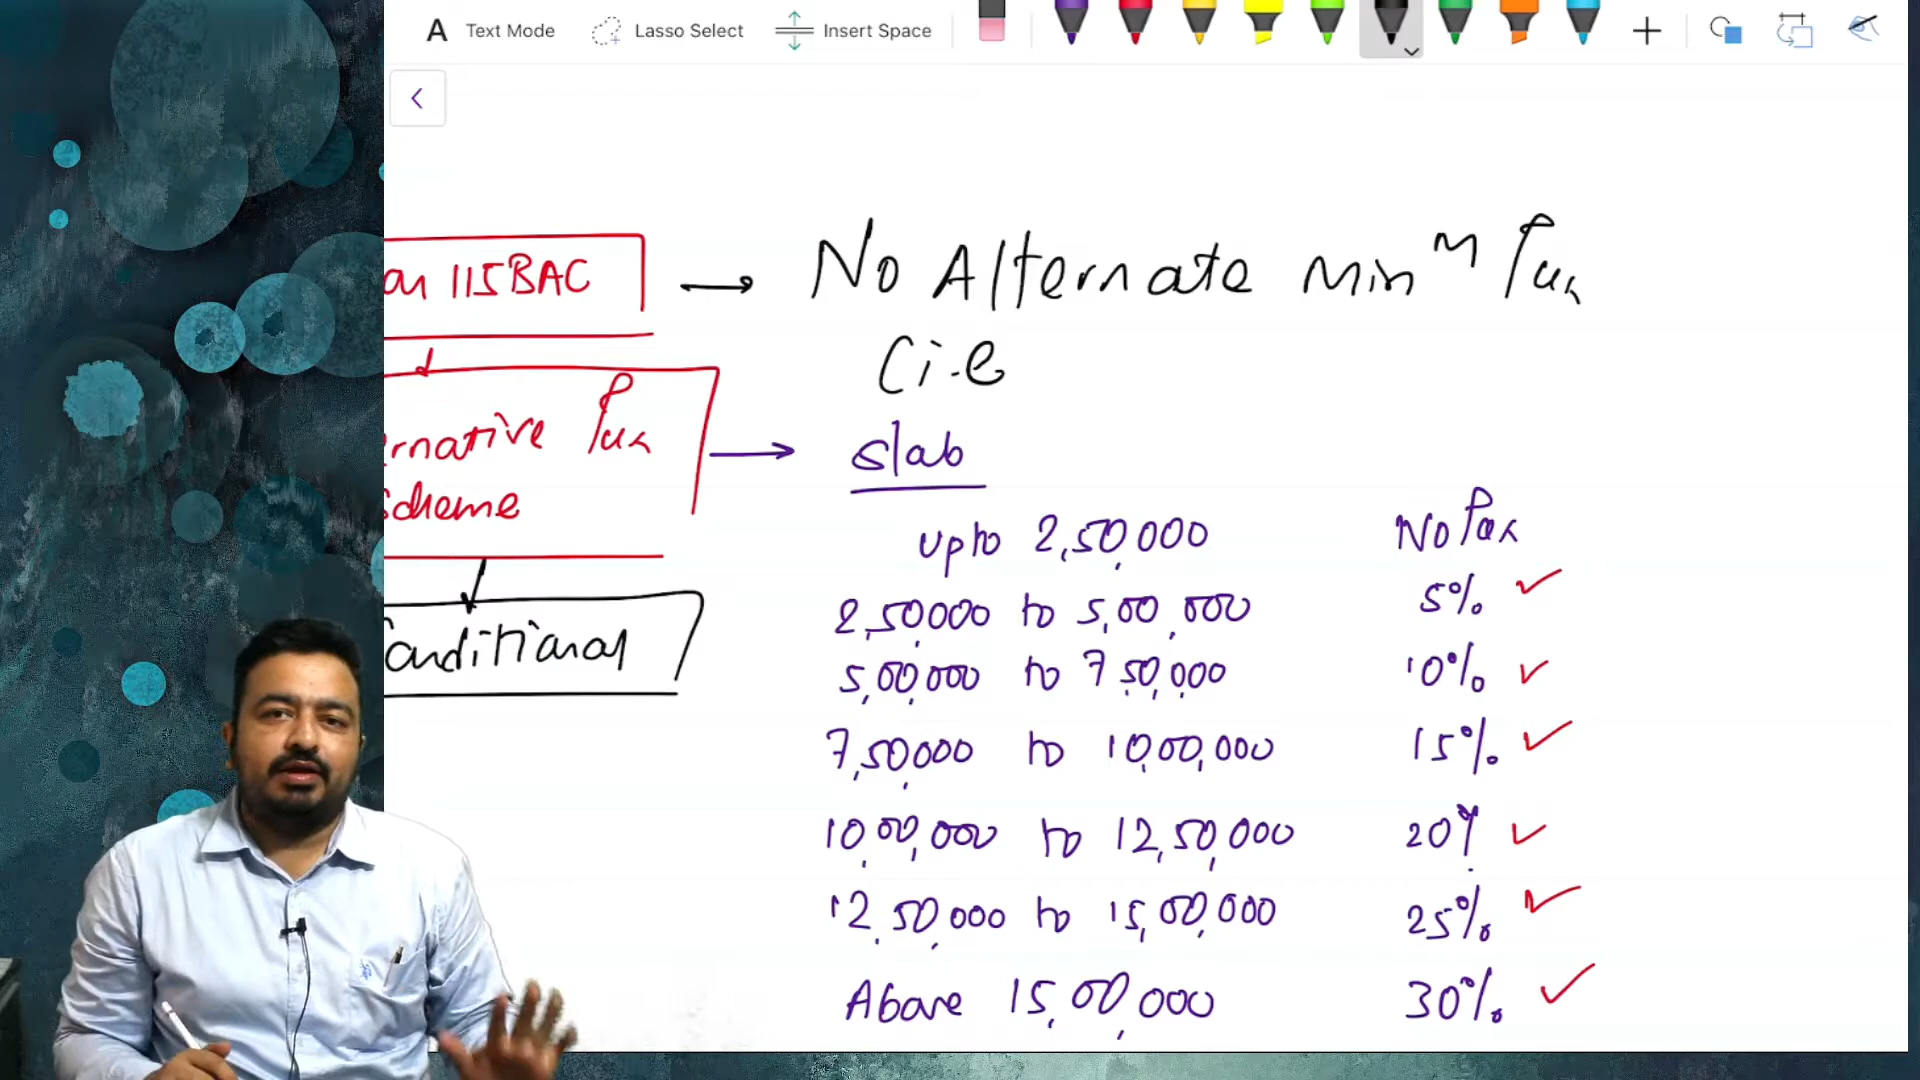 A Text Mode Lasso Select Insert Space
on 115BAC → No Alternate Minᵐ Tax
(i.e
ernative Tax → Slab
Scheme
upto 2,50,000 No Tax
2,50,000 to 5,00,000 5% ✓
5,00,000 to 7,50,000 10% ✓
Conditional
7,50,000 to 10,00,000 15% ✓
10,00,000 to 12,50,000 20% ✓
12,50,000 to 15,00,000 25% ✓
Above 15,00,000 30% ✓